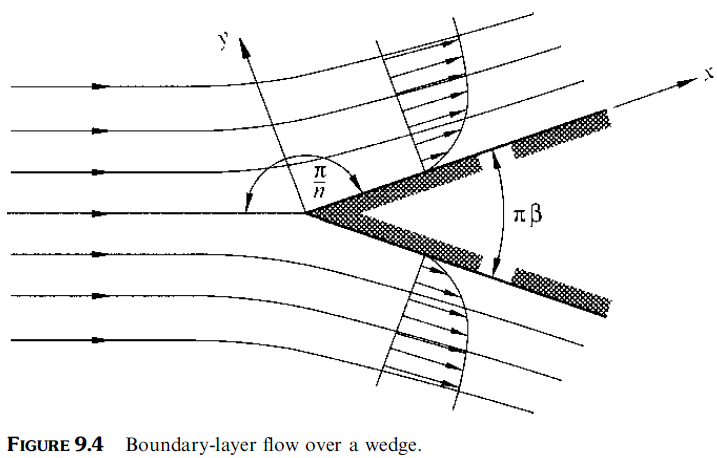 y
x
π
n
πβ
FIGURE 9.4 Boundary-layer flow over a wedge.